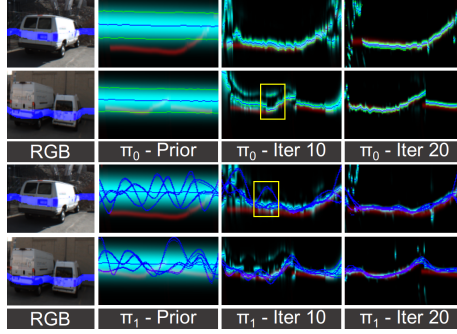 RGB π₀ - Prior π₀ - Iter 10 π₀ - Iter 20
RGB π₁ - Prior π₁ - Iter 10 π₁ - Iter 20